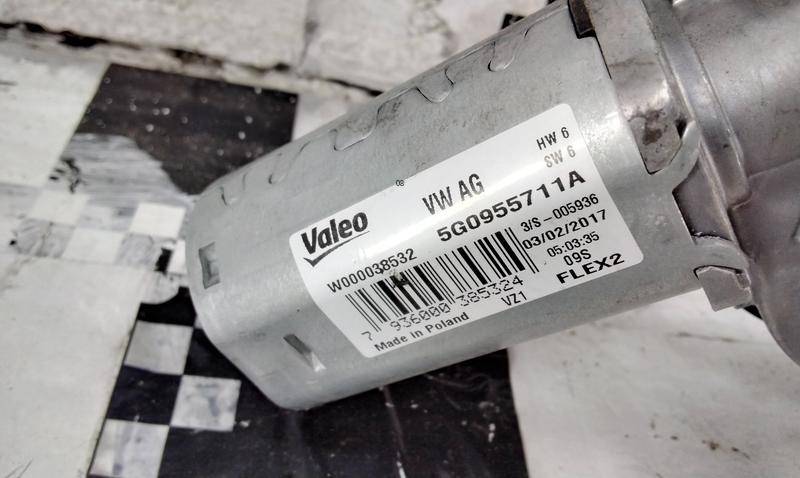 08
Valeo
VW AG
HW 6
SW 6
W000038532
5G0955711A
3/S-005936
03/02/2017
05:03:35
09S
FLEX2
7 936000 385324
VZ1
Made in Poland